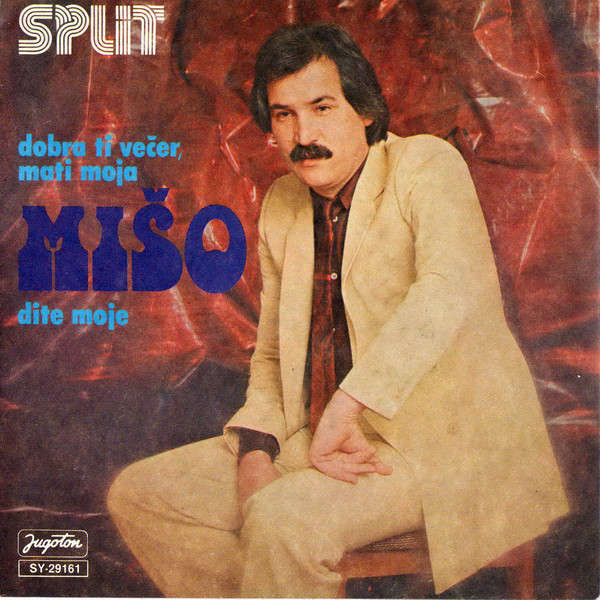 SPLiT
dobra ti večer,
mati moja
MIŠO
dite moje
Jugoton
SY-29161